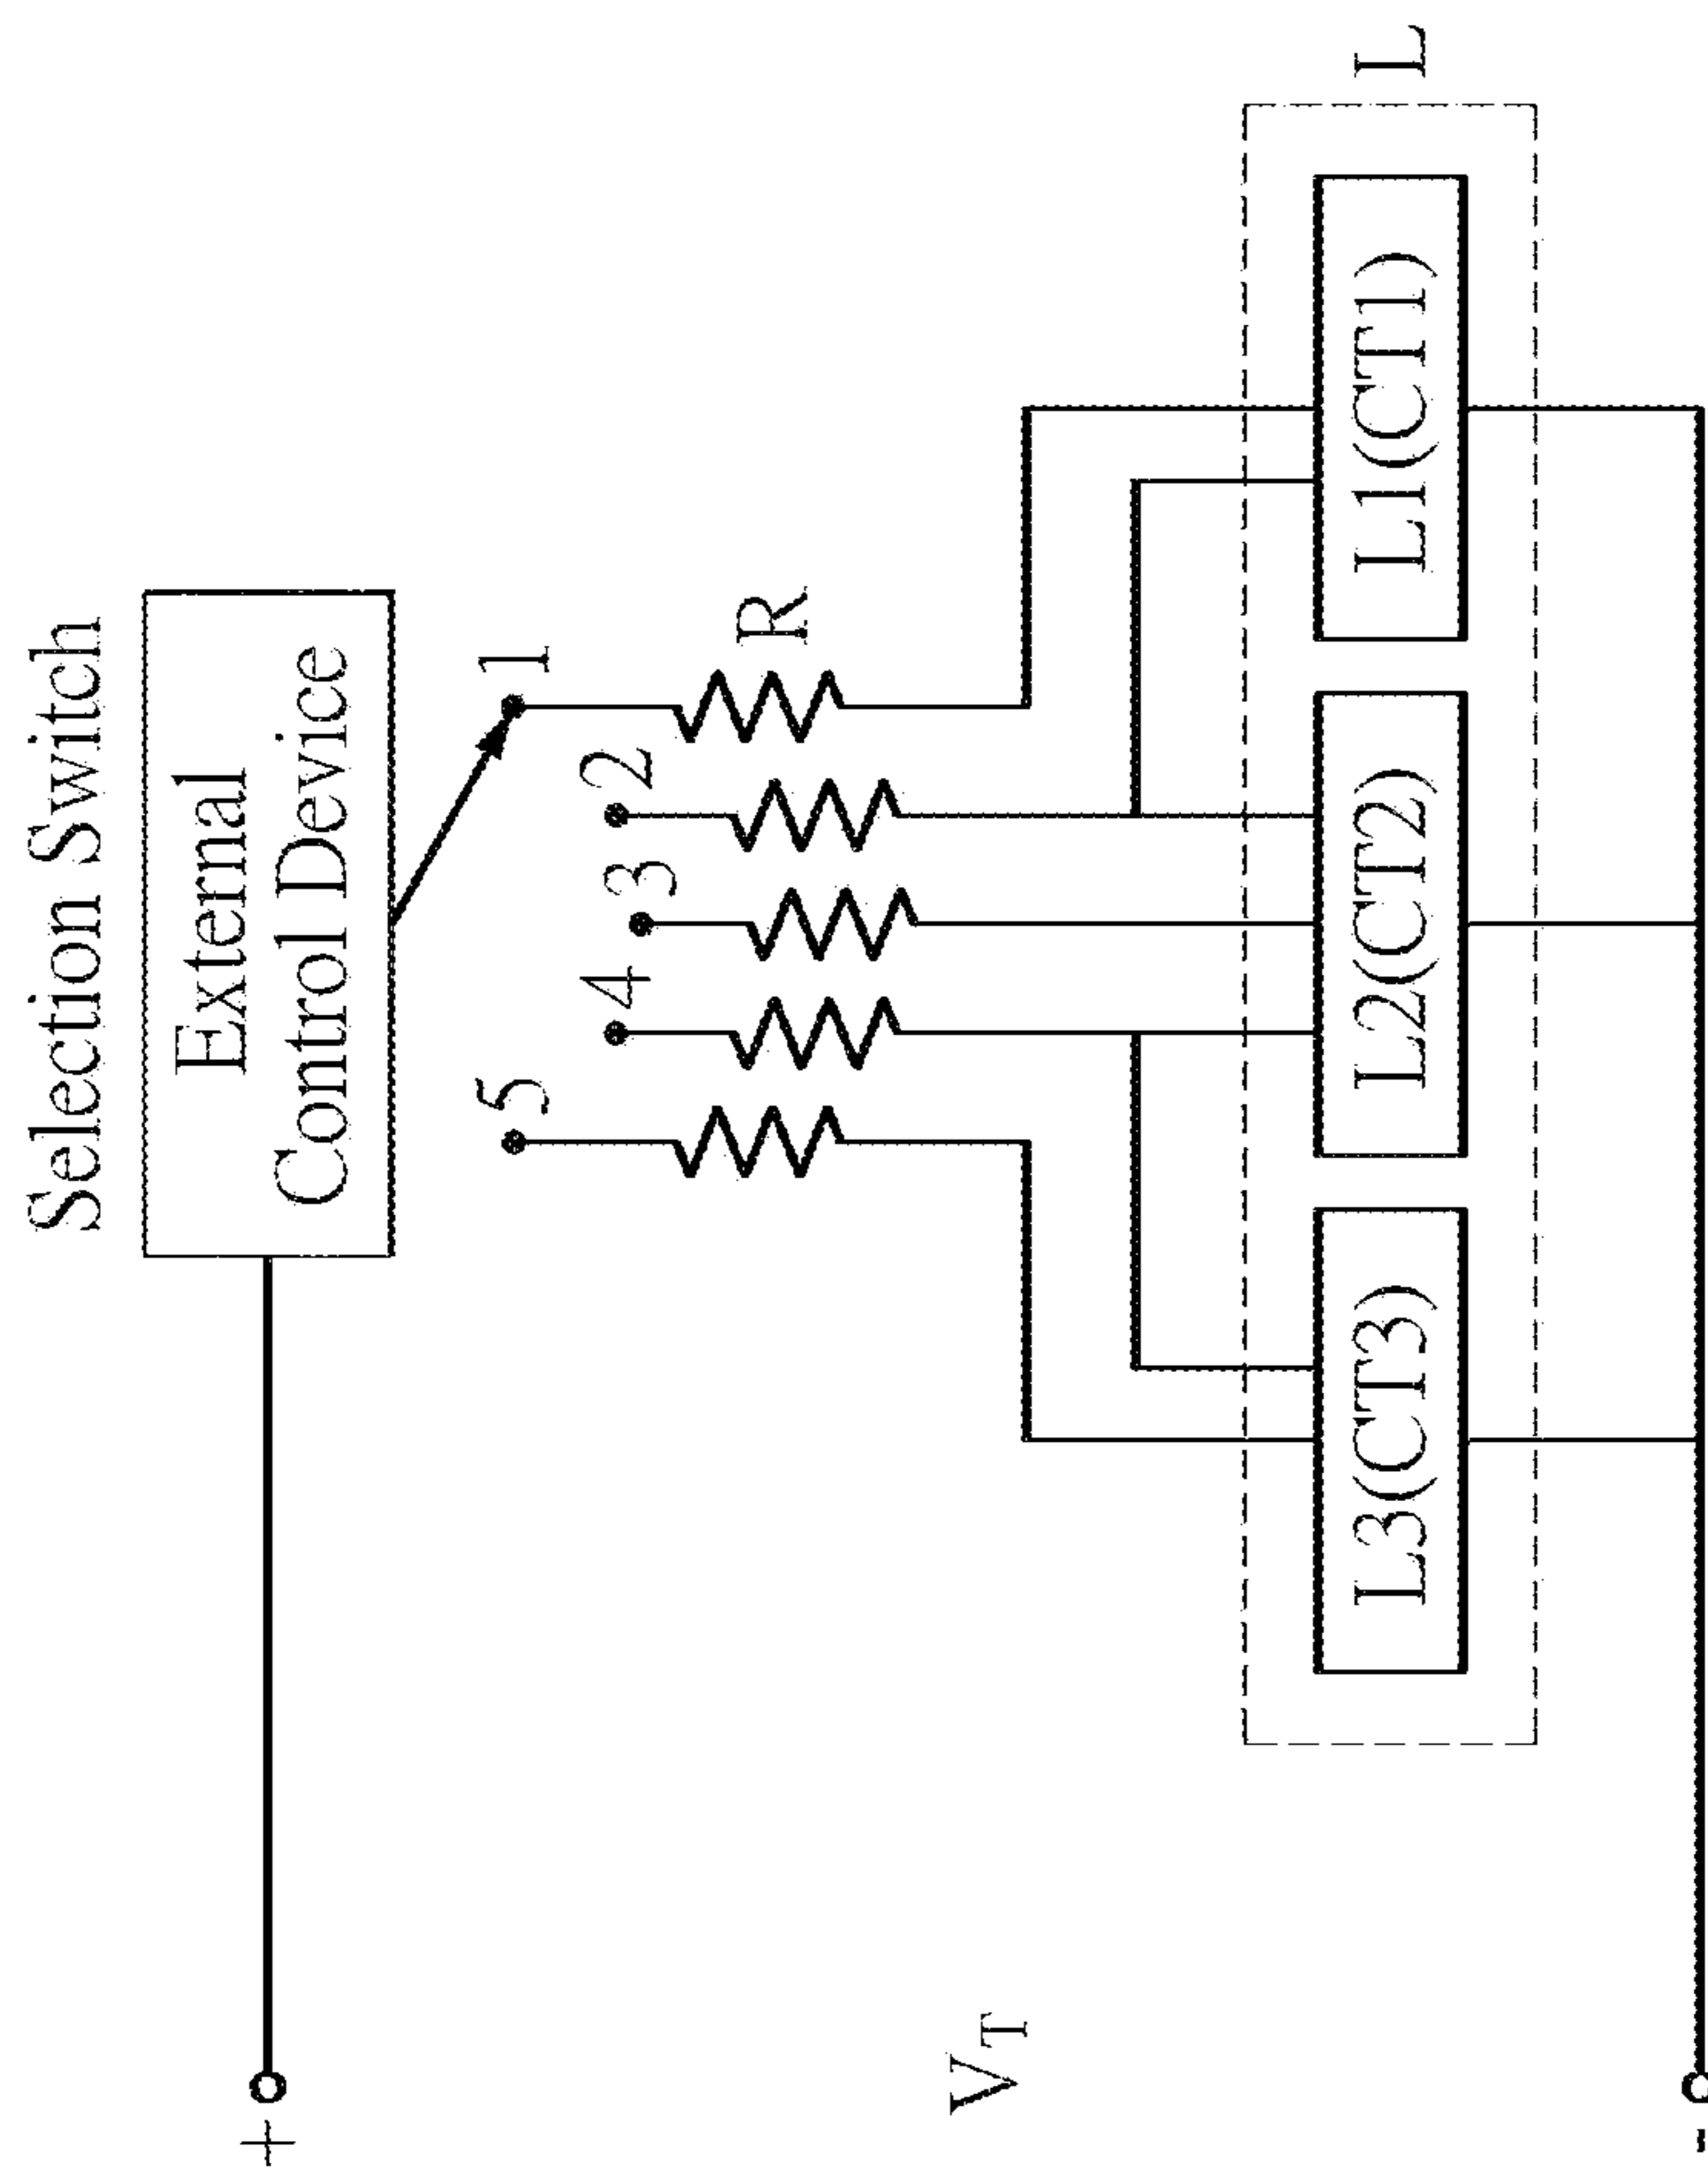 Selection Switch
External
Control Device
+
5
4
3
2
1
R
VT
L3(CT3)
L2(CT2)
L1(CT1)
L
-